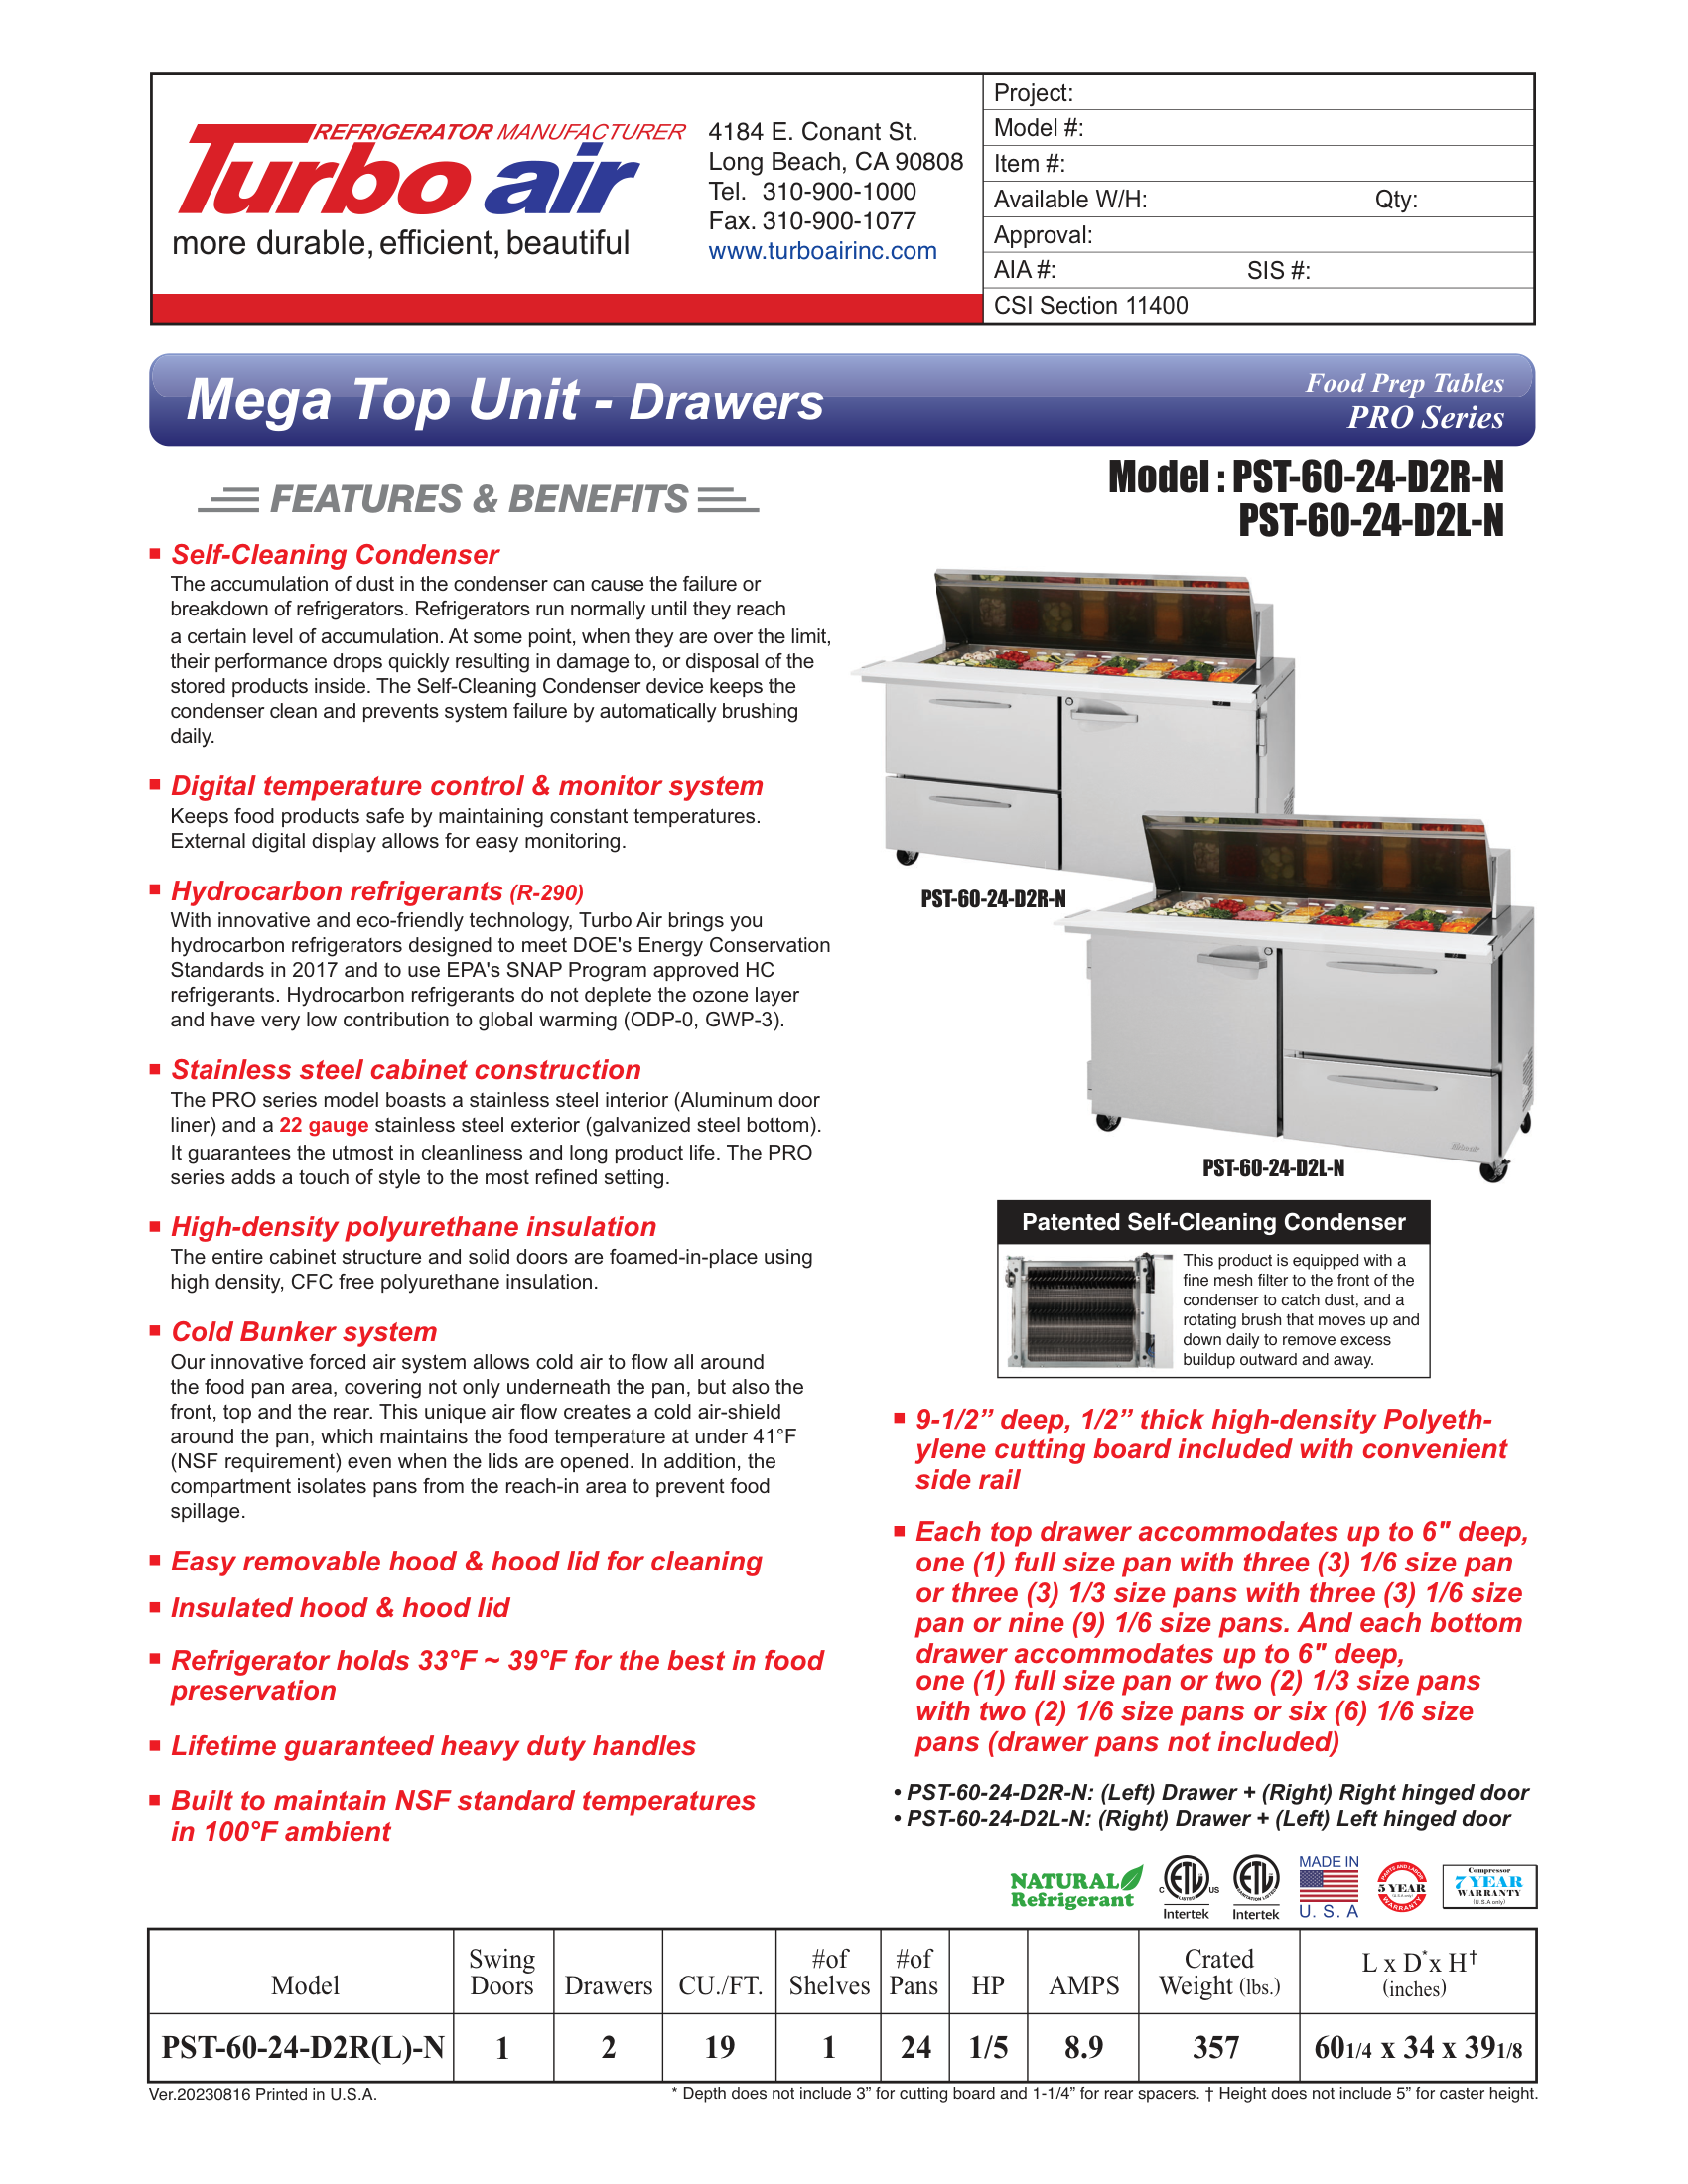 REFRIGERATOR MANUFACTURER
Turbo air
more durable, efficient, beautiful
4184 E. Conant St.
Long Beach, CA 90808
Tel. 310-900-1000
Fax. 310-900-1077
www.turboairinc.com
Project:
Model #:
Item #:
Available W/H: Qty:
Approval:
AIA #: SIS #:
CSI Section 11400
Mega Top Unit - Drawers
Food Prep Tables
PRO Series
Model : PST-60-24-D2R-N
PST-60-24-D2L-N
FEATURES & BENEFITS
Self-Cleaning Condenser
The accumulation of dust in the condenser can cause the failure or
breakdown of refrigerators. Refrigerators run normally until they reach
a certain level of accumulation. At some point, when they are over the limit,
their performance drops quickly resulting in damage to, or disposal of the
stored products inside. The Self-Cleaning Condenser device keeps the
condenser clean and prevents system failure by automatically brushing
daily.
Digital temperature control & monitor system
Keeps food products safe by maintaining constant temperatures.
External digital display allows for easy monitoring.
Hydrocarbon refrigerants (R-290)
With innovative and eco-friendly technology, Turbo Air brings you
hydrocarbon refrigerators designed to meet DOE's Energy Conservation
Standards in 2017 and to use EPA's SNAP Program approved HC
refrigerants. Hydrocarbon refrigerants do not deplete the ozone layer
and have very low contribution to global warming (ODP-0, GWP-3).
Stainless steel cabinet construction
The PRO series model boasts a stainless steel interior (Aluminum door
liner) and a 22 gauge stainless steel exterior (galvanized steel bottom).
It guarantees the utmost in cleanliness and long product life. The PRO
series adds a touch of style to the most refined setting.
High-density polyurethane insulation
The entire cabinet structure and solid doors are foamed-in-place using
high density, CFC free polyurethane insulation.
Cold Bunker system
Our innovative forced air system allows cold air to flow all around
the food pan area, covering not only underneath the pan, but also the
front, top and the rear. This unique air flow creates a cold air-shield
around the pan, which maintains the food temperature at under 41°F
(NSF requirement) even when the lids are opened. In addition, the
compartment isolates pans from the reach-in area to prevent food
spillage.
Easy removable hood & hood lid for cleaning
Insulated hood & hood lid
Refrigerator holds 33°F ~ 39°F for the best in food
preservation
Lifetime guaranteed heavy duty handles
Built to maintain NSF standard temperatures
in 100°F ambient
PST-60-24-D2R-N
Turbo air
PST-60-24-D2L-N
Patented Self-Cleaning Condenser
This product is equipped with a
fine mesh filter to the front of the
condenser to catch dust, and a
rotating brush that moves up and
down daily to remove excess
buildup outward and away.
9-1/2” deep, 1/2” thick high-density Polyeth-
ylene cutting board included with convenient
side rail
Each top drawer accommodates up to 6" deep,
one (1) full size pan with three (3) 1/6 size pan
or three (3) 1/3 size pans with three (3) 1/6 size
pan or nine (9) 1/6 size pans. And each bottom
drawer accommodates up to 6" deep,
one (1) full size pan or two (2) 1/3 size pans
with two (2) 1/6 size pans or six (6) 1/6 size
pans (drawer pans not included)
• PST-60-24-D2R-N: (Left) Drawer + (Right) Right hinged door
• PST-60-24-D2L-N: (Right) Drawer + (Left) Left hinged door
NATURAL
Refrigerant
C ETL US
LISTED
Intertek
ETL
SANITATION LISTED
Intertek
MADE IN
U. S. A
PARTS AND LABOR
5 YEAR
(U.S.A only)
WARRANTY
Compressor
7 YEAR
WARRANTY
(U.S.A only)
Model Swing Doors Drawers CU./FT. #of Shelves #of Pans HP AMPS Crated Weight (lbs.) L x D* x H† (inches)
PST-60-24-D2R(L)-N 1 2 19 1 24 1/5 8.9 357 601/4 x 34 x 391/8
Ver.20230816 Printed in U.S.A.
* Depth does not include 3” for cutting board and 1-1/4” for rear spacers. † Height does not include 5” for caster height.